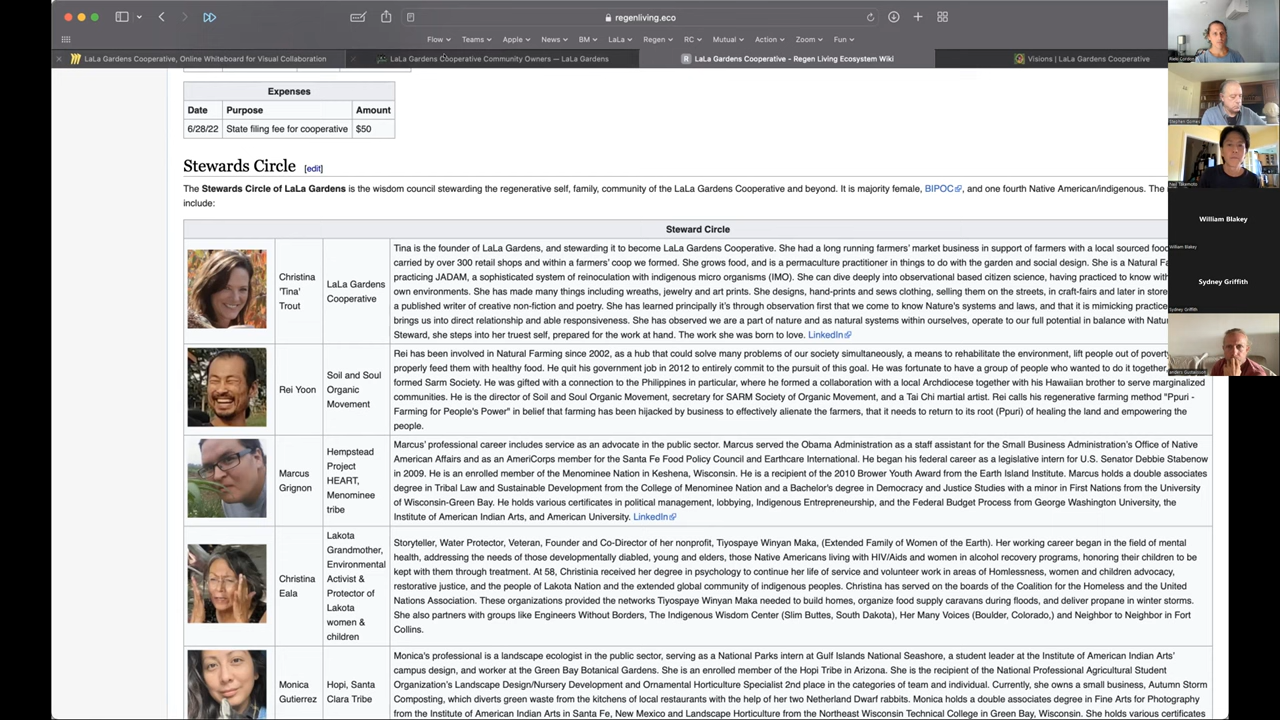 regenliving.eco
Flow Teams Apple News BM LaLa Regen RC Mutual Action Zoom Fun
LaLa Gardens Cooperative, Online Whiteboard for Visual Collaboration
LaLa Gardens Cooperative Community Owners — LaLa Gardens
LaLa Gardens Cooperative - Regen Living Ecosystem Wiki
Visions | LaLa Gardens Cooperative
Expenses
Date Purpose Amount
6/28/22 State filing fee for cooperative $50
Stewards Circle [edit]
The Stewards Circle of LaLa Gardens is the wisdom council stewarding the regenerative self, family, community of the LaLa Gardens Cooperative and beyond. It is majority female, BIPOC, and one fourth Native American/indigenous. The
include:
Steward Circle
Christina
'Tina'
Trout
LaLa Gardens
Cooperative
Tina is the founder of LaLa Gardens, and stewarding it to become LaLa Gardens Cooperative. She had a long running farmers' market business in support of farmers with a local sourced food
carried by over 300 retail shops and within a farmers' coop we formed. She grows food, and is a permaculture practitioner in things to do with the garden and social design. She is a Natural Fa
practicing JADAM, a sophisticated system of reinoculation with indigenous micro organisms (IMO). She can dive deeply into observational based citizen science, having practiced to know with
own environments. She has made many things including wreaths, jewelry and art prints. She designs, hand-prints and sews clothing, selling them on the streets, in craft-fairs and later in store
a published writer of creative non-fiction and poetry. She has learned principally it's through observation first that we come to know Nature's systems and laws, and that it is mimicking practice
brings us into direct relationship and able responsiveness. She has observed we are a part of nature and as natural systems within ourselves, operate to our full potential in balance with Natur
Steward, she steps into her truest self, prepared for the work at hand. The work she was born to love. LinkedIn
Rei Yoon
Soil and Soul
Organic
Movement
Rei has been involved in Natural Farming since 2002, as a hub that could solve many problems of our society simultaneously, a means to rehabilitate the environment, lift people out of poverty
properly feed them with healthy food. He quit his government job in 2012 to entirely commit to the pursuit of this goal. He was fortunate to have a group of people who wanted to do it together,
formed Sarm Society. He was gifted with a connection to the Philippines in particular, where he formed a collaboration with a local Archdiocese together with his Hawaiian brother to serve marginalized
communities. He is the director of Soil and Soul Organic Movement, secretary for SARM Society of Organic Movement, and a Tai Chi martial artist. Rei calls his regenerative farming method "Ppuri -
Farming for People's Power" in belief that farming has been hijacked by business to effectively alienate the farmers, that it needs to return to its root (Ppuri) of healing the land and empowering the
people.
Marcus
Grignon
Hempstead
Project
HEART,
Menominee
tribe
Marcus' professional career includes service as an advocate in the public sector. Marcus served the Obama Administration as a staff assistant for the Small Business Administration's Office of Native
American Affairs and as an AmeriCorps member for the Santa Fe Food Policy Council and Earthcare International. He began his federal career as a legislative intern for U.S. Senator Debbie Stabenow
in 2009. He is an enrolled member of the Menominee Nation in Keshena, Wisconsin. He is a recipient of the 2010 Brower Youth Award from the Earth Island Institute. Marcus holds a double associates
degree in Tribal Law and Sustainable Development from the College of Menominee Nation and a Bachelor's degree in Democracy and Justice Studies with a minor in First Nations from the University
of Wisconsin-Green Bay. He holds various certificates in political management, lobbying, Indigenous Entrepreneurship, and the Federal Budget Process from George Washington University, the
Institute of American Indian Arts, and American University. LinkedIn
Christina
Eala
Lakota
Grandmother,
Environmental
Activist &
Protector of
Lakota
women &
children
Storyteller, Water Protector, Veteran, Founder and Co-Director of her nonprofit, Tiyospaye Winyan Maka, (Extended Family of Women of the Earth). Her working career began in the field of mental
health, addressing the needs of those developmentally diabled, young and elders, those Native Americans living with HIV/Aids and women in alcohol recovery programs, honoring their children to be
kept with them through treatment. At 58, Christinia received her degree in psychology to continue her life of service and volunteer work in areas of Homlessness, women and children advocacy,
restorative justice, and the people of Lakota Nation and the extended global community of indigenous peoples. Christina has served on the boards of the Coalition for the Homeless and the United
Nations Association. These organizations provided the networks Tiyospaye Winyan Maka needed to build homes, organize food supply caravans during floods, and deliver propane in winter storms.
She also partners with groups like Engineers Without Borders, The Indigenous Wisdom Center (Slim Buttes, South Dakota), Her Many Voices (Boulder, Colorado,) and Neighbor to Neighbor in Fort
Collins.
Monica
Gutierrez
Hopi, Santa
Clara Tribe
Monica's professional is a landscape ecologist in the public sector, serving as a National Parks intern at Gulf Islands National Seashore, a student leader at the Institute of American Indian Arts'
campus design, and worker at the Green Bay Botanical Gardens. She is an enrolled member of the Hopi Tribe in Arizona. She is the recipient of the National Professional Agricultural Student
Organization's Landscape Design/Nursery Development and Ornamental Horticulture Specialist 2nd place in the categories of team and individual. Currently, she owns a small business, Autumn Storm
Composting, which diverts green waste from the kitchens of local restaurants with the help of her two Netherland Dwarf rabbits. Monica holds a double associates degree in Fine Arts for Photography
from the Institute of American Indian Arts in Santa Fe, New Mexico and Landscape Horticulture from the Northeast Wisconsin Technical College in Green Bay, Wisconsin. She holds various certificates
Stephen Gomes
Neil Takemoto
William Blakey
William Blakey
Sydney Griffith
Sydney Griffith